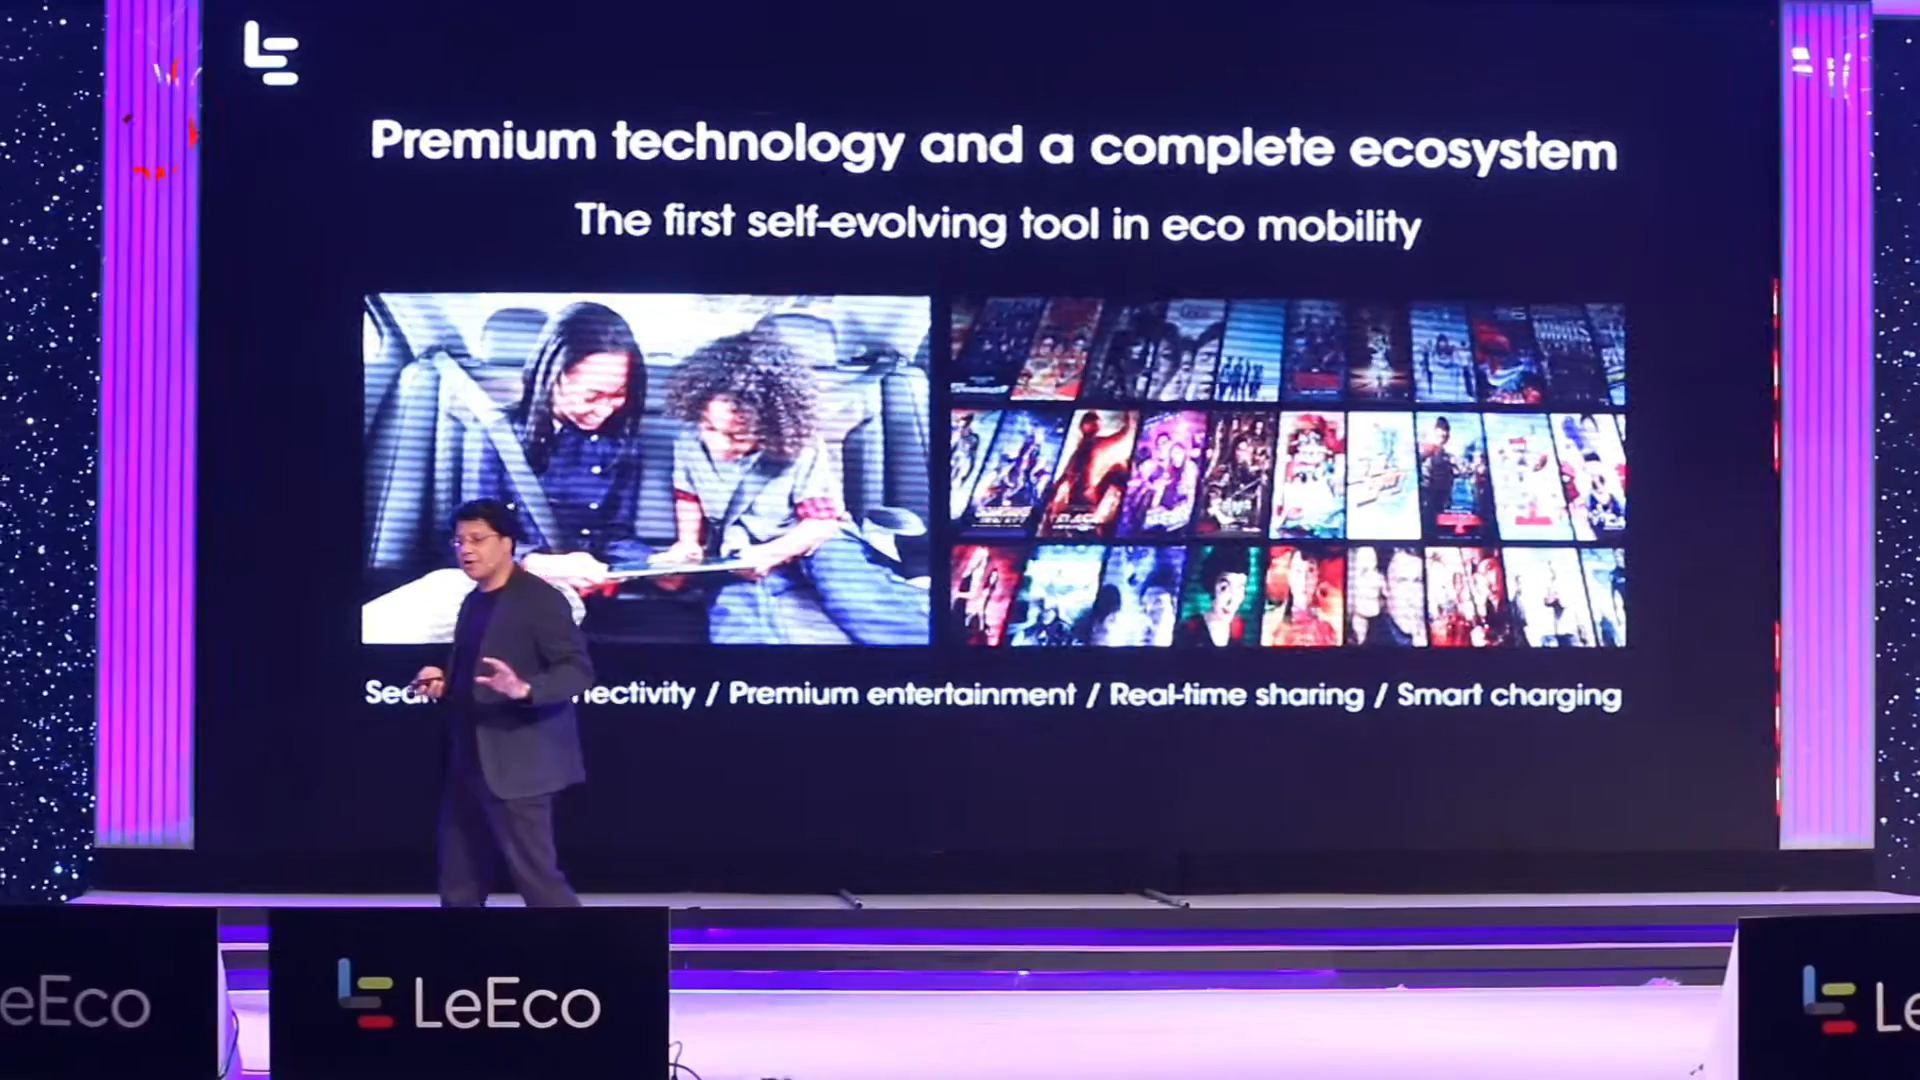 Premium technology and a complete ecosystem
The first self-evolving tool in eco mobility
Sea nectivity / Premium entertainment / Real-time sharing / Smart charging
eEco
LeEco
Le